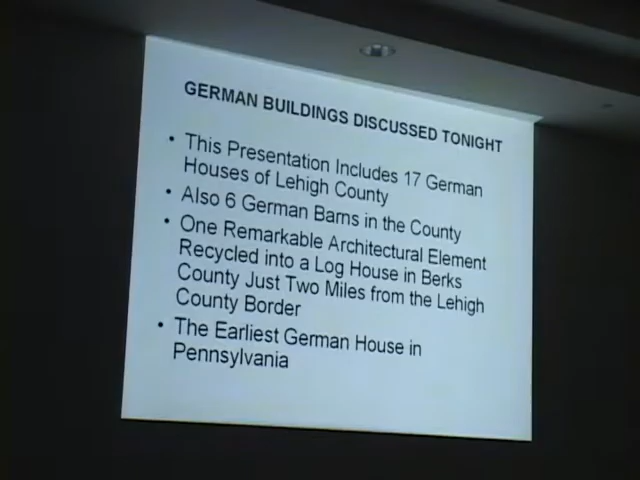 GERMAN BUILDINGS DISCUSSED TONIGHT
• This Presentation Includes 17 German
Houses of Lehigh County
• Also 6 German Barns in the County
• One Remarkable Architectural Element
Recycled into a Log House in Berks
County Just Two Miles from the Lehigh
County Border
• The Earliest German House in
Pennsylvania